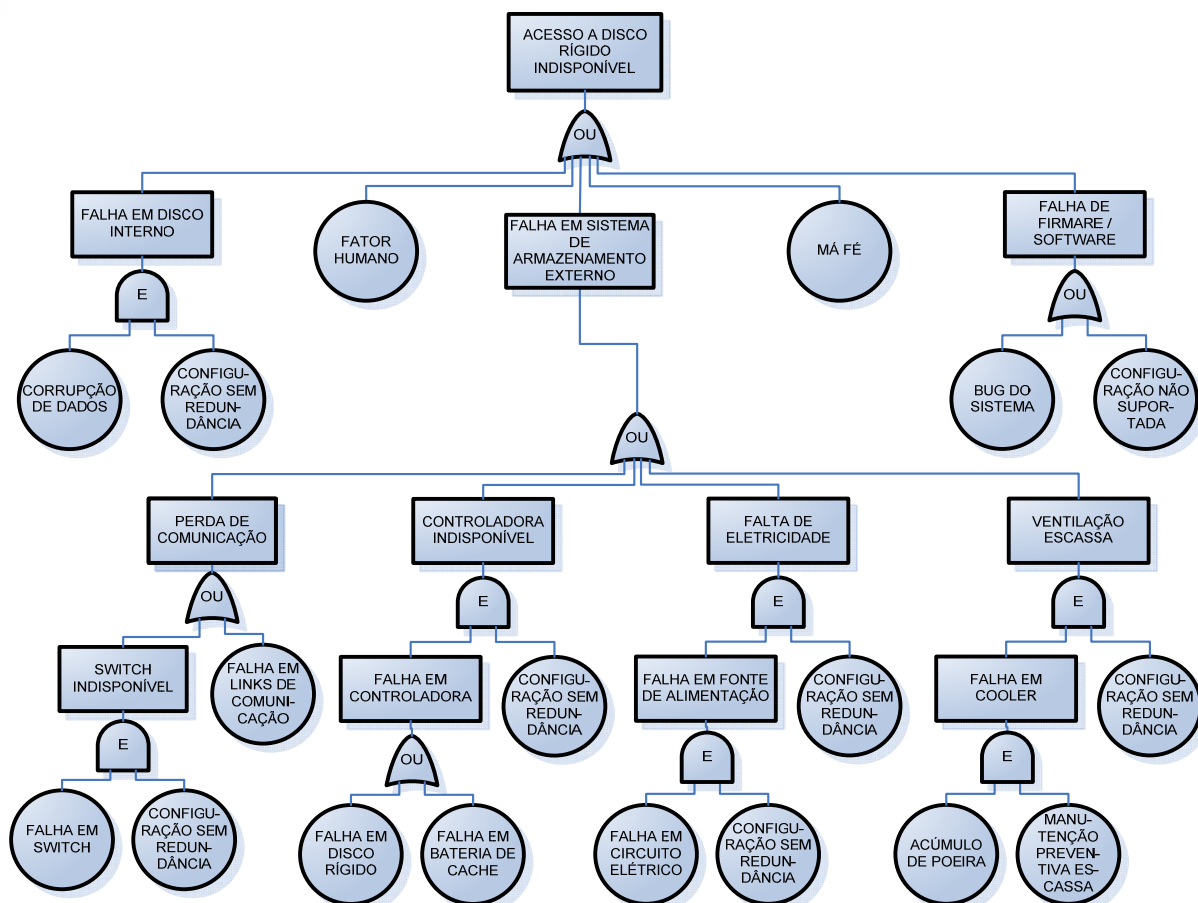 ACESSO A DISCO
RÍGIDO
INDISPONÍVEL
OU
FALHA EM DISCO
INTERNO
FATOR
HUMANO
FALHA EM SISTEMA
DE
ARMAZENAMENTO
EXTERNO
MÁ FÉ
FALHA DE
FIRMARE /
SOFTWARE
E
OU
CORRUPÇÃO
DE DADOS
CONFIGU-
RAÇÃO SEM
REDUN-
DÂNCIA
BUG DO
SISTEMA
CONFIGU-
RAÇÃO NÃO
SUPOR-
TADA
OU
PERDA DE
COMUNICAÇÃO
CONTROLADORA
INDISPONÍVEL
FALTA DE
ELETRICIDADE
VENTILAÇÃO
ESCASSA
OU
E
E
E
SWITCH
INDISPONÍVEL
FALHA EM
LINKS DE
COMUNI-
CAÇÃO
FALHA EM
CONTROLADORA
CONFIGU-
RAÇÃO SEM
REDUN-
DÂNCIA
FALHA EM FONTE
DE ALIMENTAÇÃO
CONFIGU-
RAÇÃO SEM
REDUN-
DÂNCIA
FALHA EM
COOLER
CONFIGU-
RAÇÃO SEM
REDUN-
DÂNCIA
E
OU
E
E
FALHA EM
SWITCH
CONFIGU-
RAÇÃO SEM
REDUN-
DÂNCIA
FALHA EM
DISCO
RÍGIDO
FALHA EM
BATERIA DE
CACHE
FALHA EM
CIRCUITO
ELÉTRICO
CONFIGU-
RAÇÃO SEM
REDUN-
DÂNCIA
ACÚMULO
DE POEIRA
MANU-
TENÇÃO
PREVEN-
TIVA ES-
CASSA